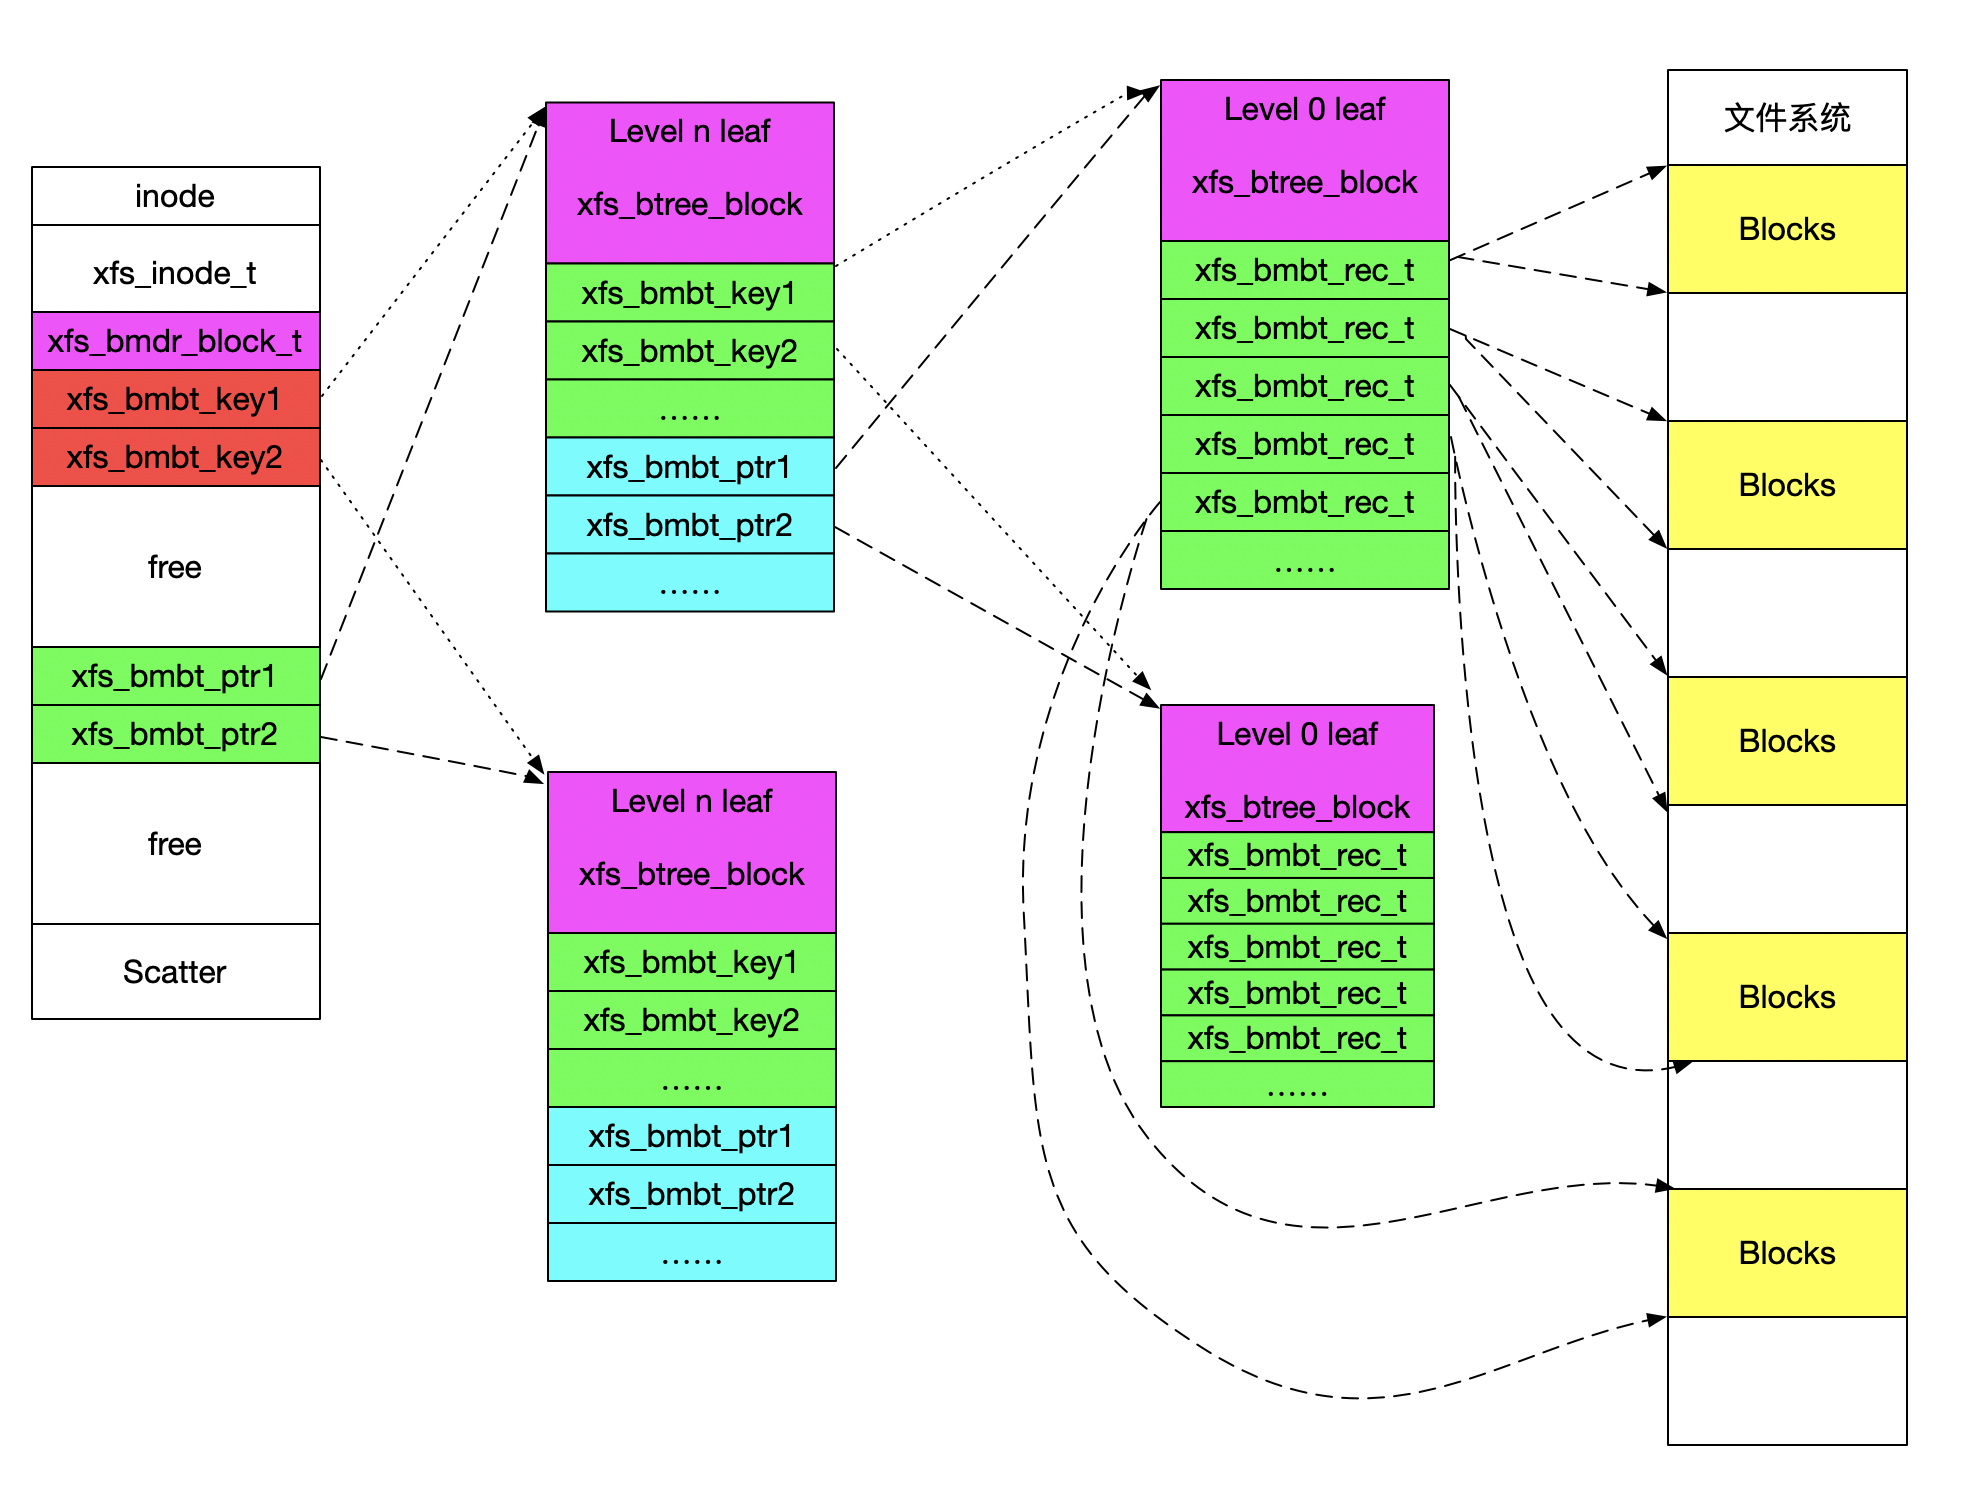 inode
xfs_inode_t
xfs_bmdr_block_t
xfs_bmbt_key1
xfs_bmbt_key2
free
xfs_bmbt_ptr1
xfs_bmbt_ptr2
free
Scatter
Level n leaf
xfs_btree_block
xfs_bmbt_key1
xfs_bmbt_key2
......
xfs_bmbt_ptr1
xfs_bmbt_ptr2
......
Level n leaf
xfs_btree_block
xfs_bmbt_key1
xfs_bmbt_key2
......
xfs_bmbt_ptr1
xfs_bmbt_ptr2
......
Level 0 leaf
xfs_btree_block
xfs_bmbt_rec_t
xfs_bmbt_rec_t
xfs_bmbt_rec_t
xfs_bmbt_rec_t
xfs_bmbt_rec_t
......
Level 0 leaf
xfs_btree_block
xfs_bmbt_rec_t
xfs_bmbt_rec_t
xfs_bmbt_rec_t
xfs_bmbt_rec_t
xfs_bmbt_rec_t
......
文件系统
Blocks
Blocks
Blocks
Blocks
Blocks